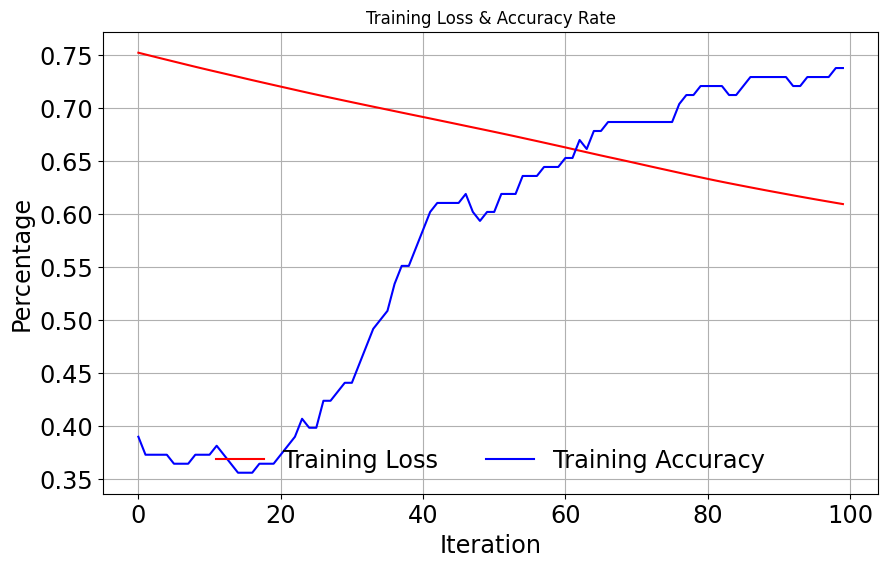 Training Loss & Accuracy Rate
0.75
0.70
0.65
0.60
0.55
0.50
0.45
0.40
0.35
Percentage
Training Loss Training Accuracy
0 20 40 60 80 100
Iteration